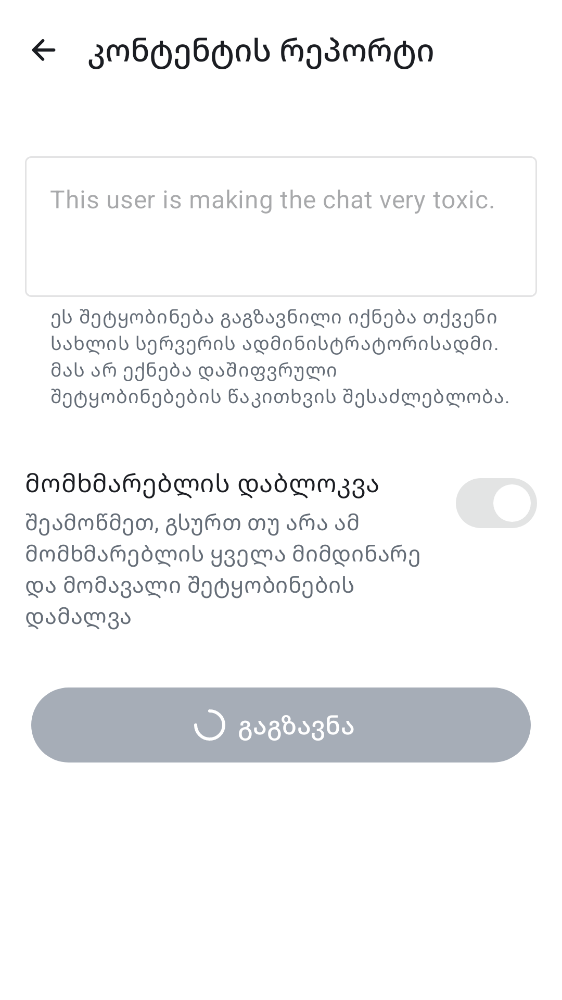 კონტენტის რეპორტი
This user is making the chat very toxic.
ეს შეტყობინება გაგზავნილი იქნება თქვენი
სახლის სერვერის ადმინისტრატორისადმი.
მას არ ექნება დაშიფვრული
შეტყობინებების წაკითხვის შესაძლებლობა.
მომხმარებლის დაბლოკვა
შეამოწმეთ, გსურთ თუ არა ამ
მომხმარებლის ყველა მიმდინარე
და მომავალი შეტყობინების
დამალვა
გაგზავნა